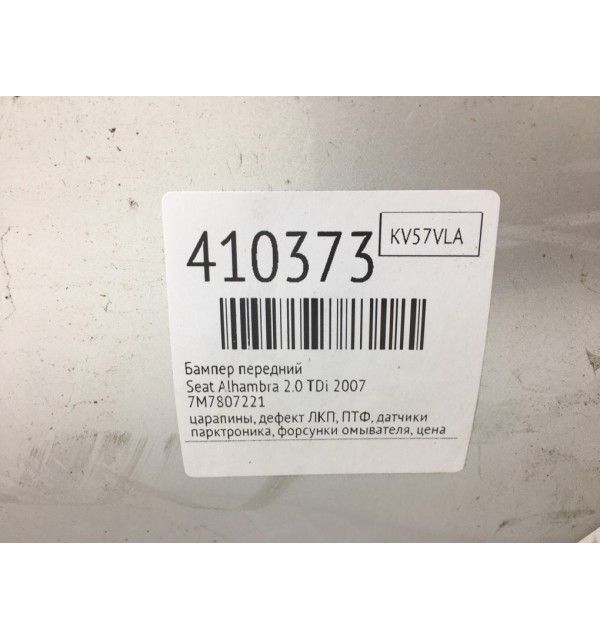 410373
KV57VLA
Бампер передний
Seat Alhambra 2.0 TDi 2007
7M7807221
царапины, дефект ЛКП, ПТФ, датчики
парктроника, форсунки омывателя, цена